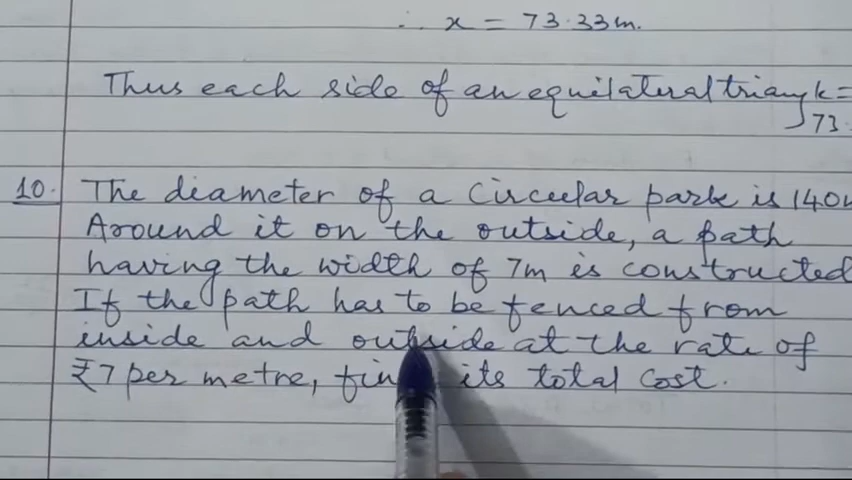 ∴ x = 73.33m.
Thus each side of an equilateral triangle =
73.
10. The diameter of a circular park is 140m
Around it on the outside, a path
having the width of 7m is constructed
If the path has to be fenced from
inside and outside at the rate of
₹7 per metre, find its total cost.